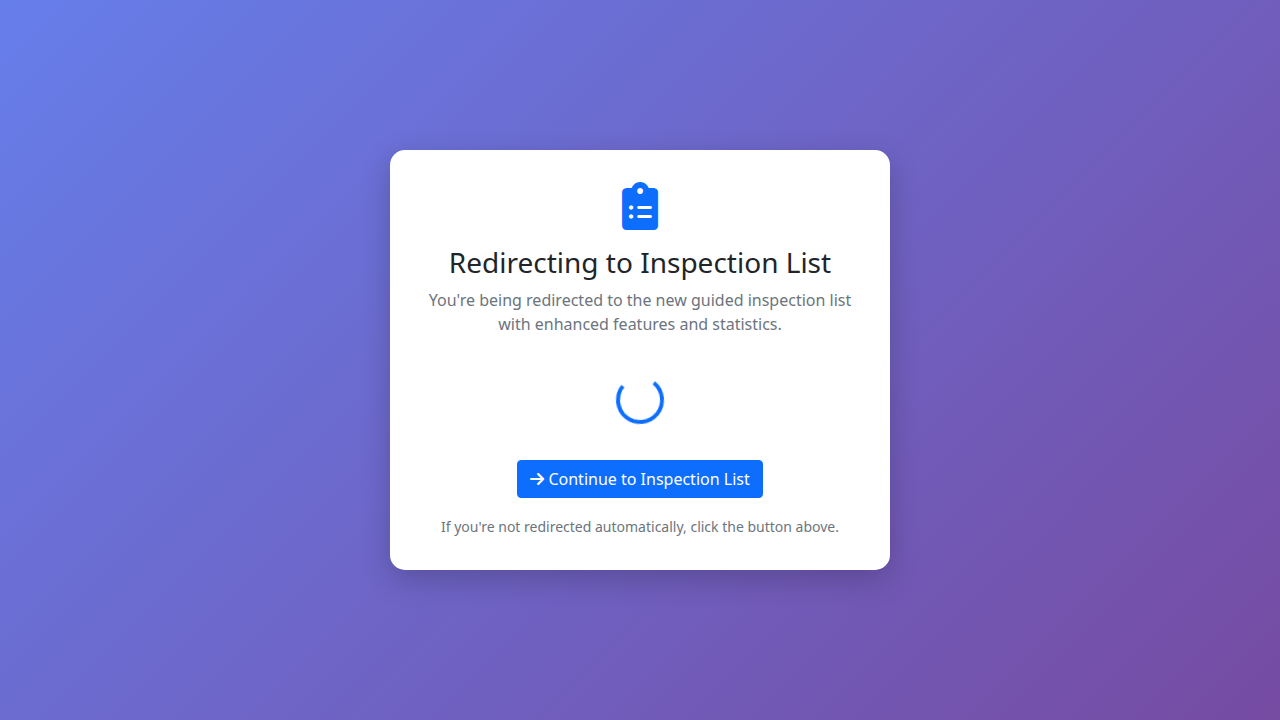 Redirecting to Inspection List
You're being redirected to the new guided inspection list
with enhanced features and statistics.
Continue to Inspection List
If you're not redirected automatically, click the button above.